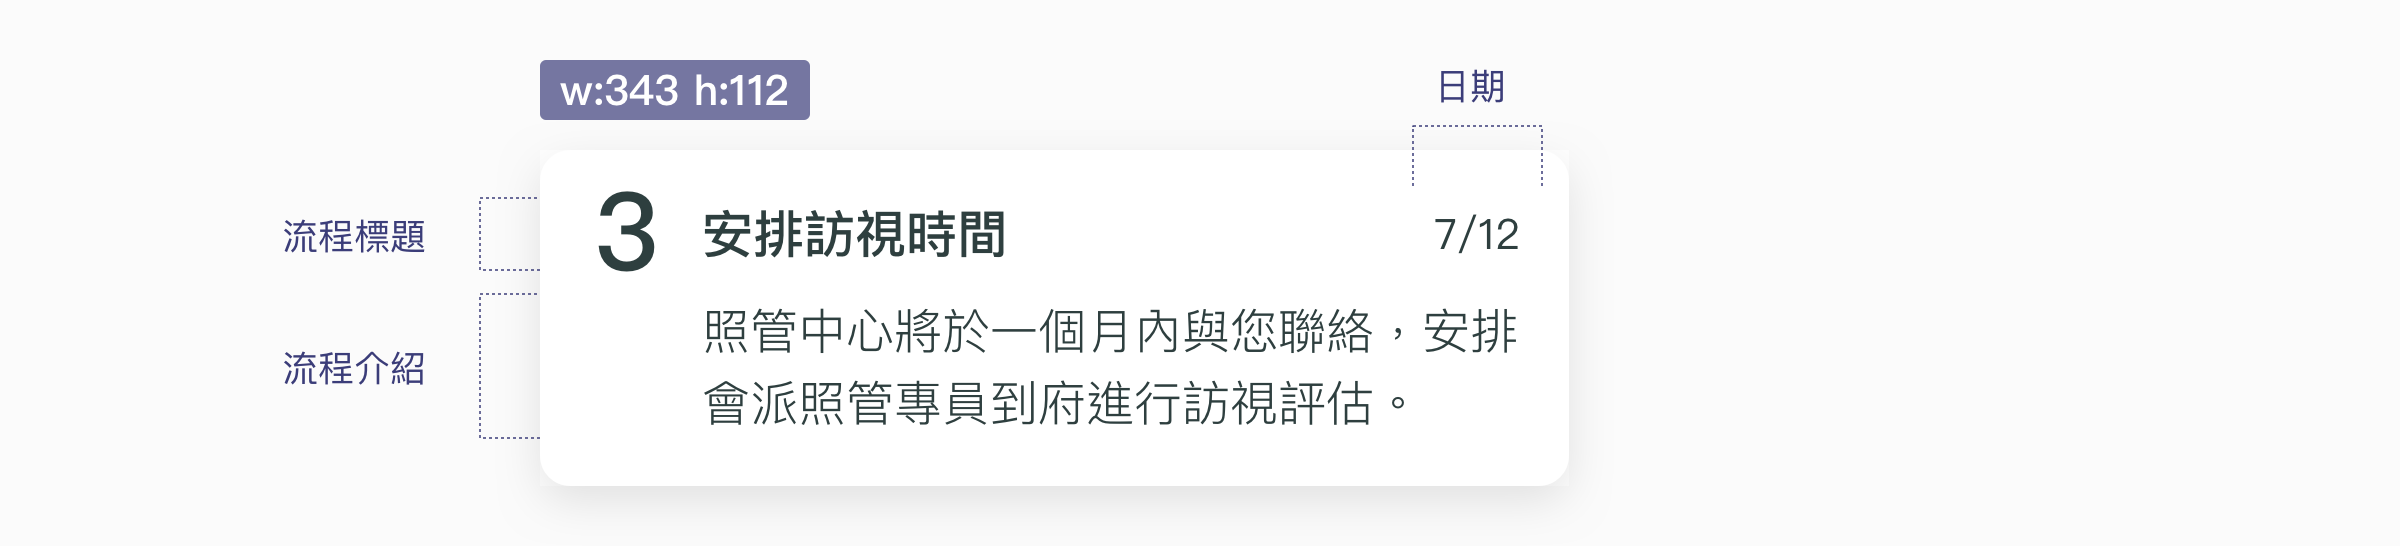 w:343 h:112
日期
流程標題
3 安排訪視時間 7/12
流程介紹
照管中心將於一個月內與您聯絡，安排
會派照管專員到府進行訪視評估。